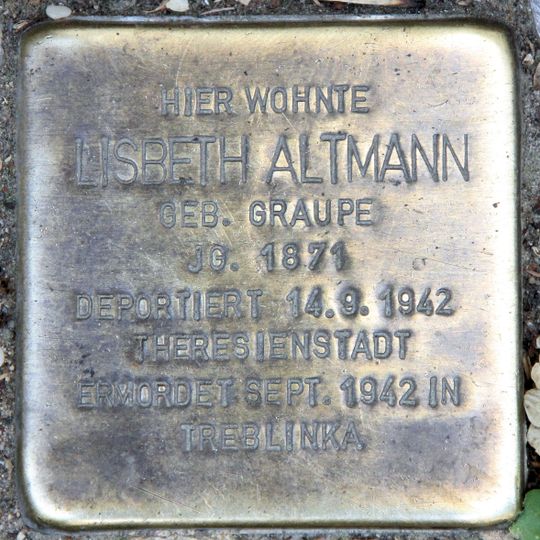 HIER WOHNTE
LISBETH ALTMANN
GEB. GRAUPE
JG. 1871
DEPORTIERT 14.9.1942
THERESIENSTADT
ERMORDET SEPT. 1942 IN
TREBLINKA